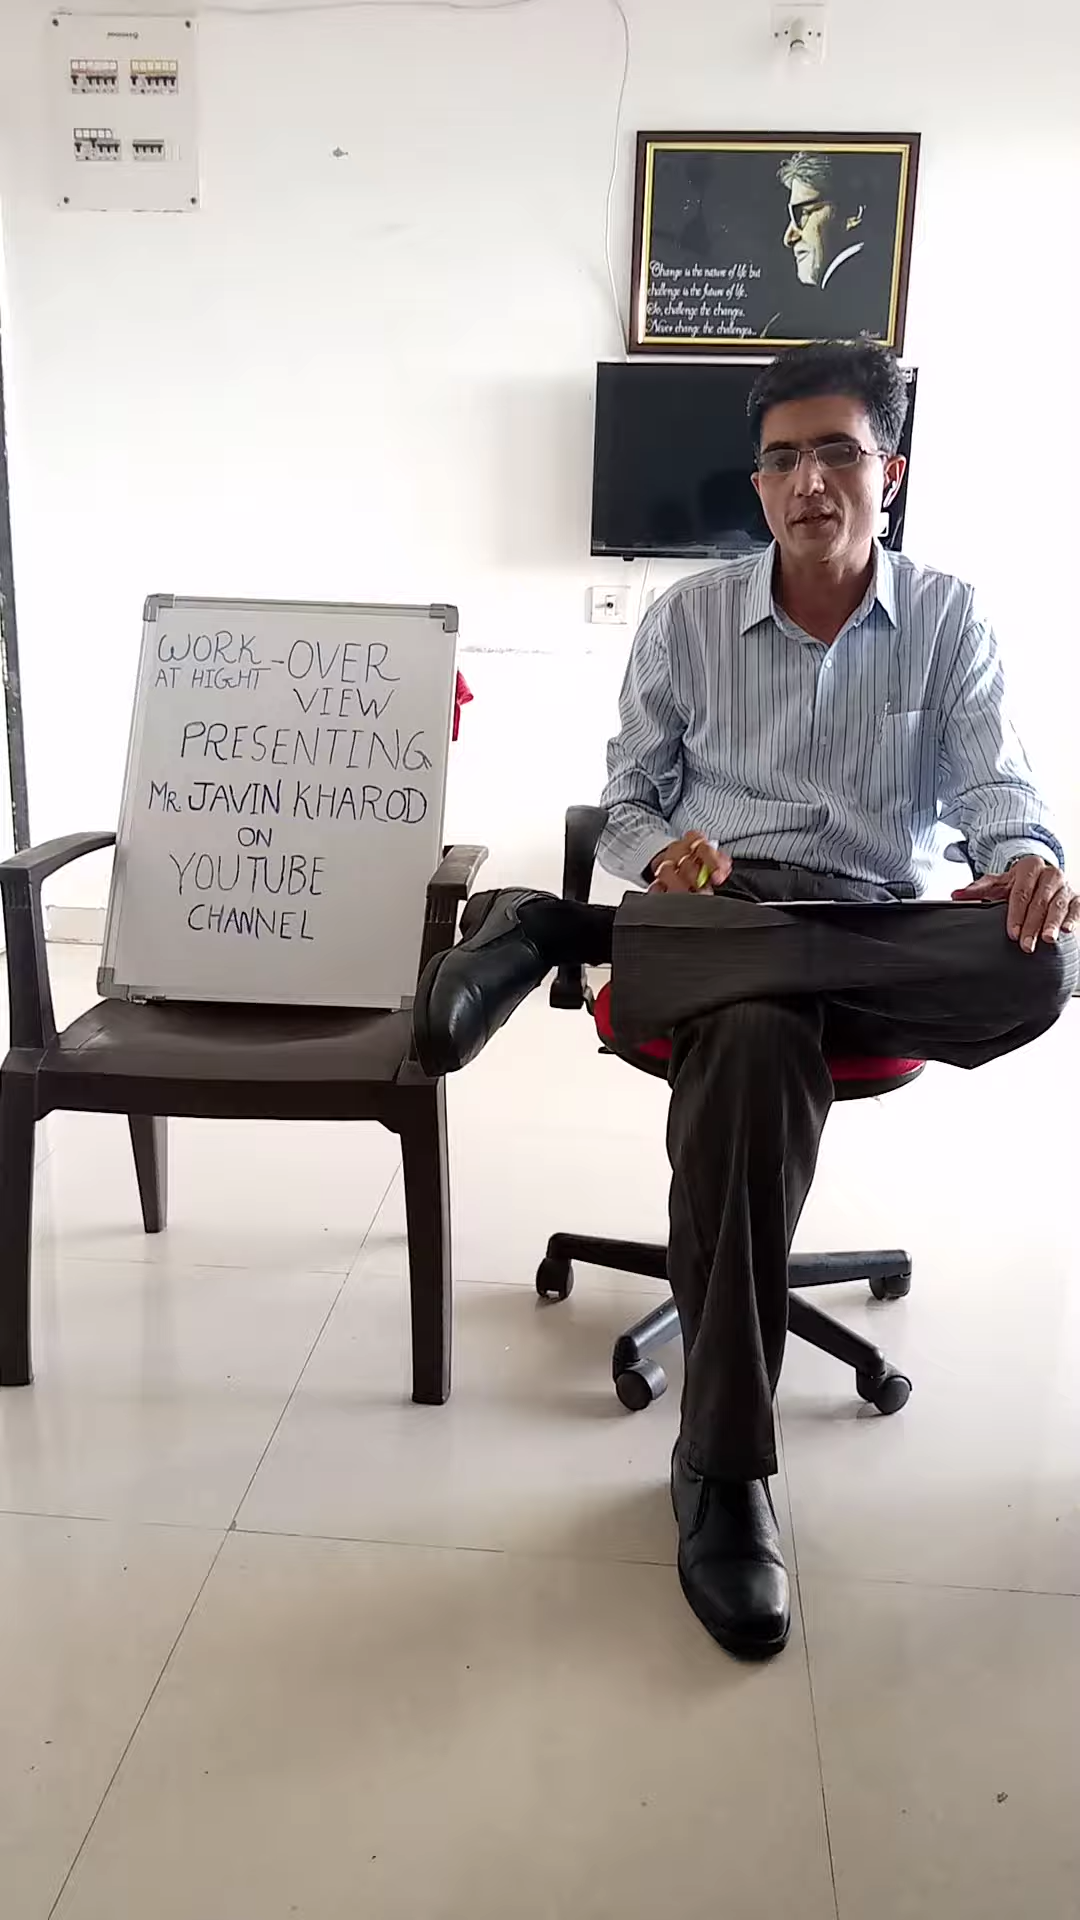 Change is the nature of life but
challenge is the future of life.
So, challenge the changes.
Never change the challenges...
WORK - OVER
AT HIGHT VIEW
PRESENTING
MR. JAVIN KHAROD
ON
YOUTUBE
CHANNEL